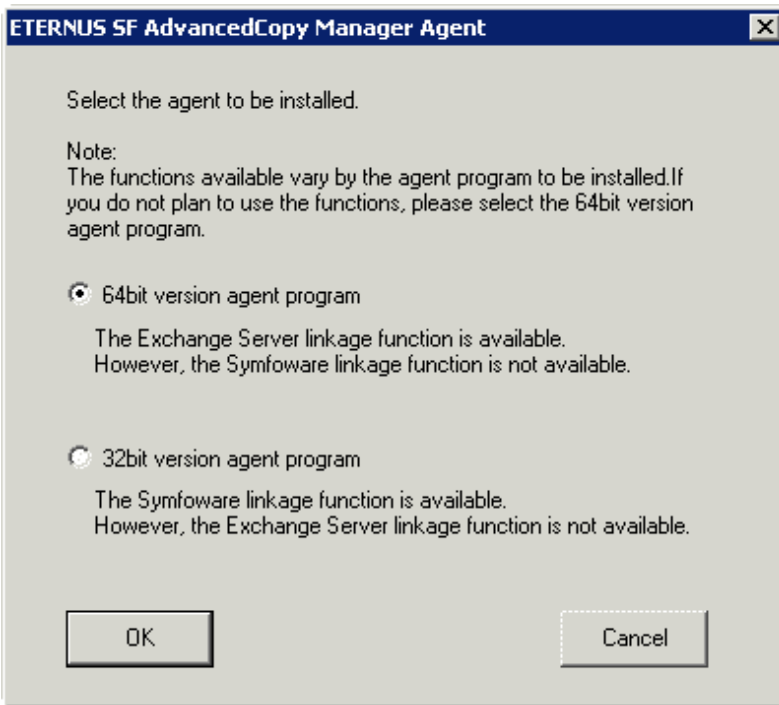 ETERNUS SF AdvancedCopy Manager Agent
Select the agent to be installed.
Note:
The functions available vary by the agent program to be installed.If
you do not plan to use the functions, please select the 64bit version
agent program.
64bit version agent program
The Exchange Server linkage function is available.
However, the Symfoware linkage function is not available.
32bit version agent program
The Symfoware linkage function is available.
However, the Exchange Server linkage function is not available.
OK Cancel